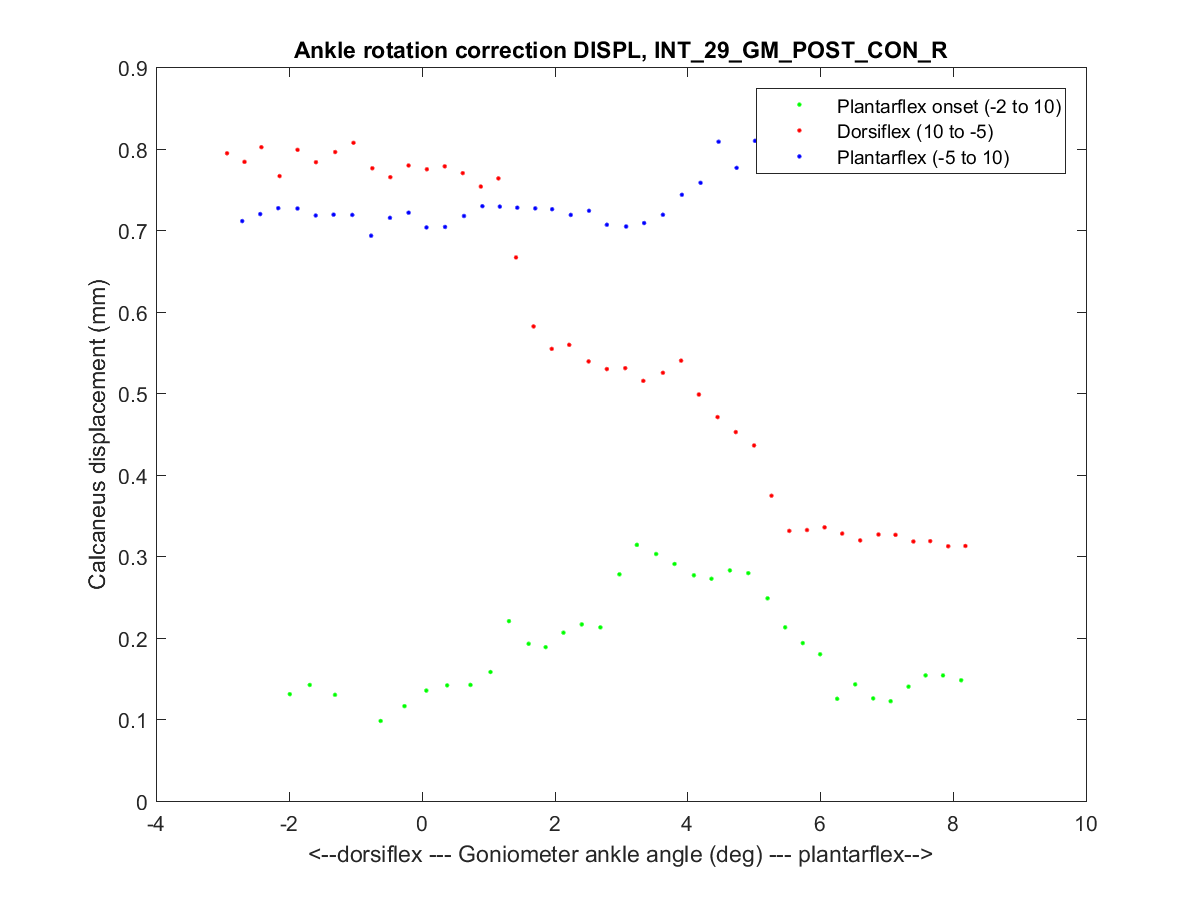 Ankle rotation correction DISPL, INT_29_GM_POST_CON_R
Plantarflex onset (-2 to 10)
Dorsiflex (10 to -5)
Plantarflex (-5 to 10)
Calcaneus displacement (mm)
0.9
0.8
0.7
0.6
0.5
0.4
0.3
0.2
0.1
0
-4 -2 0 2 4 6 8 10
<--dorsiflex --- Goniometer ankle angle (deg) --- plantarflex-->